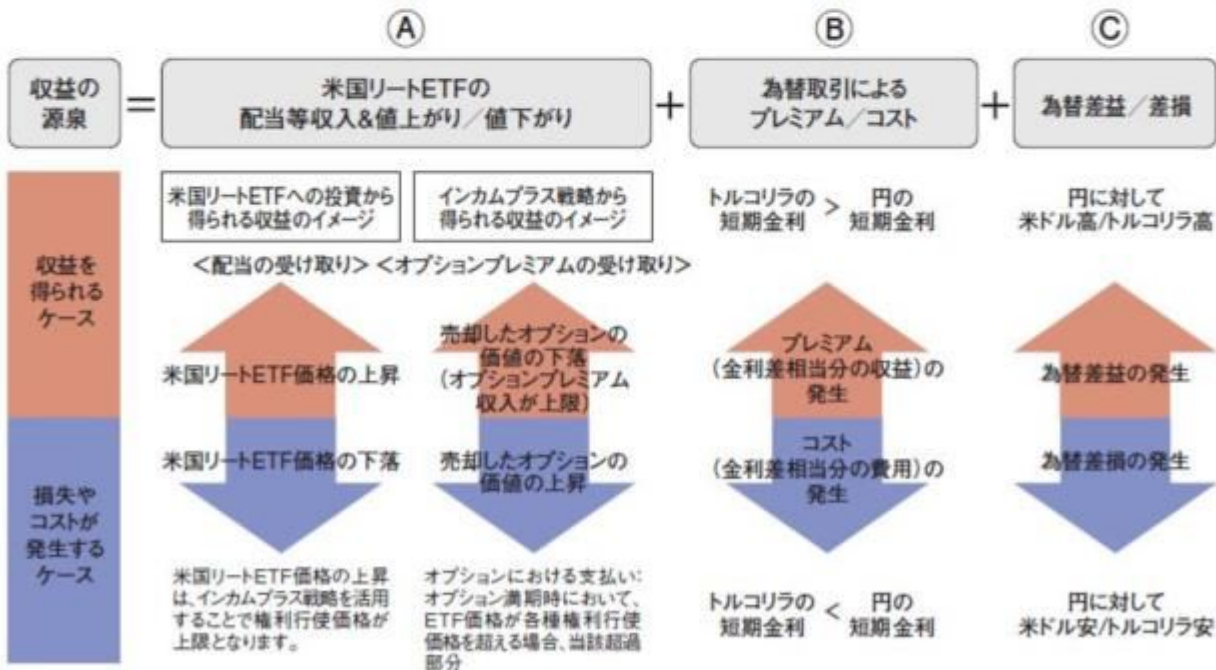 Ⓐ
Ⓑ
Ⓒ
収益の
源泉
=
米国リートETFの
配当等収入&値上がり/値下がり
+
為替取引による
プレミアム/コスト
+
為替差益/差損
収益を
得られる
ケース
米国リートETFへの投資から
得られる収益のイメージ
インカムプラス戦略から
得られる収益のイメージ
<配当の受け取り>
<オプションプレミアムの受け取り>
米国リートETF価格の上昇
売却したオプションの
価値の下落
(オプションプレミアム
収入が上限)
トルコリラの
短期金利
>
円の
短期金利
プレミアム
(金利差相当分の収益)の
発生
円に対して
米ドル高/トルコリラ高
為替差益の発生
損失や
コストが
発生する
ケース
米国リートETF価格の下落
米国リートETF価格の上昇
は、インカムプラス戦略を活用
することで権利行使価格が
上限となります。
売却したオプションの
価値の上昇
オプションにおける支払い:
オプション満期時において、
ETF価格が各種権利行使
価格を超える場合、当該超過
部分
コスト
(金利差相当分の費用)の
発生
トルコリラの
短期金利
<
円の
短期金利
為替差損の発生
円に対して
米ドル安/トルコリラ安